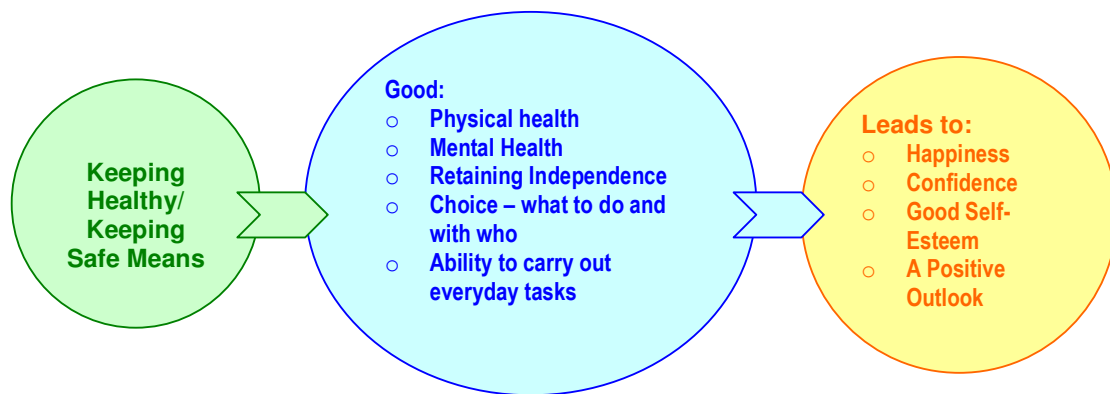 Keeping
Healthy/
Keeping
Safe Means
Good:
o Physical health
o Mental Health
o Retaining Independence
o Choice – what to do and
with who
o Ability to carry out
everyday tasks
Leads to:
o Happiness
o Confidence
o Good Self-
Esteem
o A Positive
Outlook